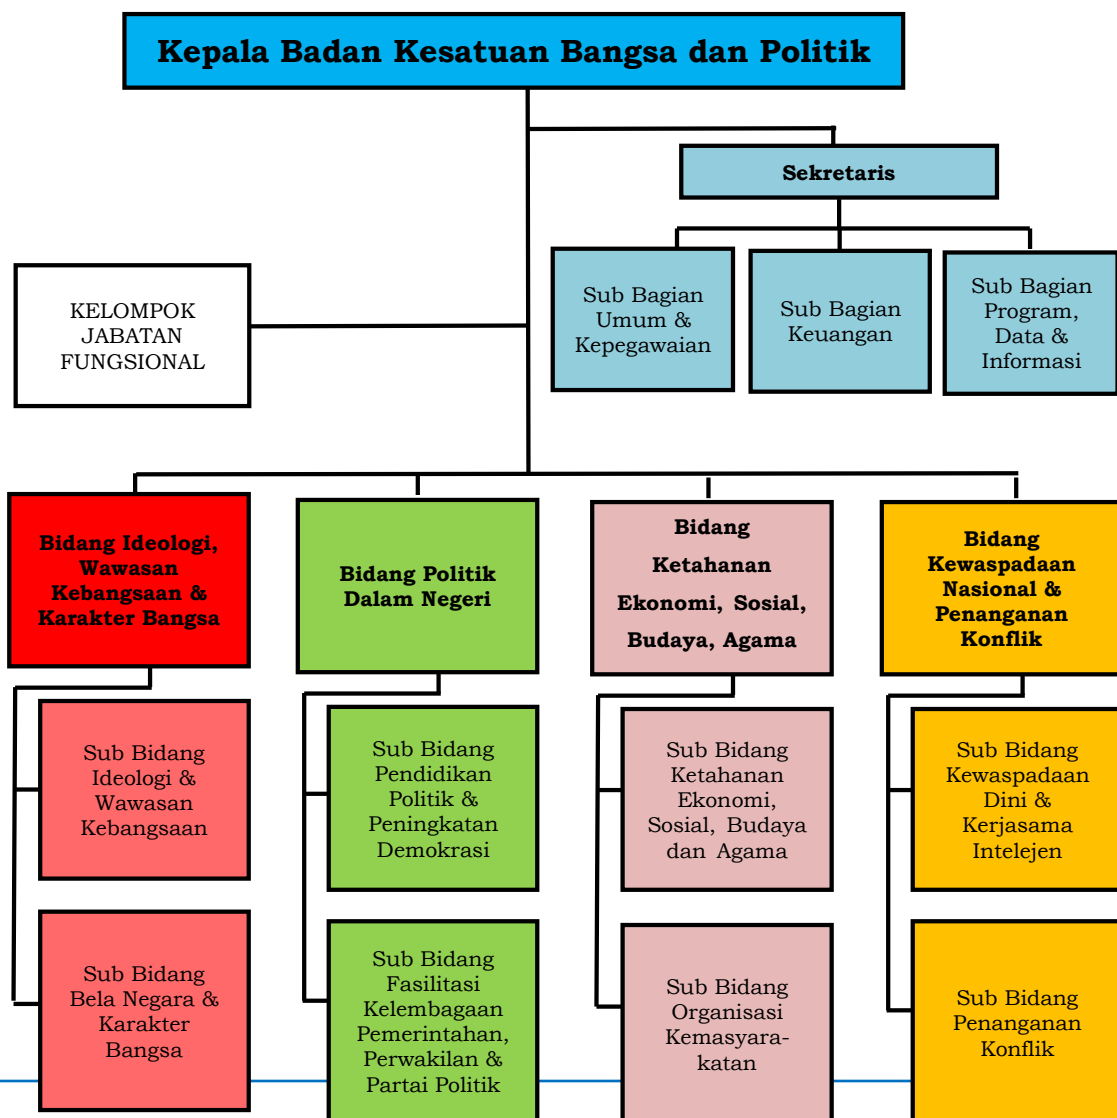 Kepala Badan Kesatuan Bangsa dan Politik
Sekretaris
Sub Bagian
Umum &
Kepegawaian
Sub Bagian
Keuangan
Sub Bagian
Program,
Data &
Informasi
KELOMPOK
JABATAN
FUNGSIONAL
Bidang Ideologi,
Wawasan
Kebangsaan &
Karakter Bangsa
Bidang Politik
Dalam Negeri
Bidang
Ketahanan
Ekonomi, Sosial,
Budaya, Agama
Bidang
Kewaspadaan
Nasional &
Penanganan
Konflik
Sub Bidang
Ideologi &
Wawasan
Kebangsaan
Sub Bidang
Pendidikan
Politik &
Peningkatan
Demokrasi
Sub Bidang
Ketahanan
Ekonomi,
Sosial, Budaya
dan Agama
Sub Bidang
Kewaspadaan
Dini &
Kerjasama
Intelejen
Sub Bidang
Bela Negara &
Karakter
Bangsa
Sub Bidang
Fasilitasi
Kelembagaan
Pemerintahan,
Perwakilan &
Partai Politik
Sub Bidang
Organisasi
Kemasyara-
katan
Sub Bidang
Penanganan
Konflik